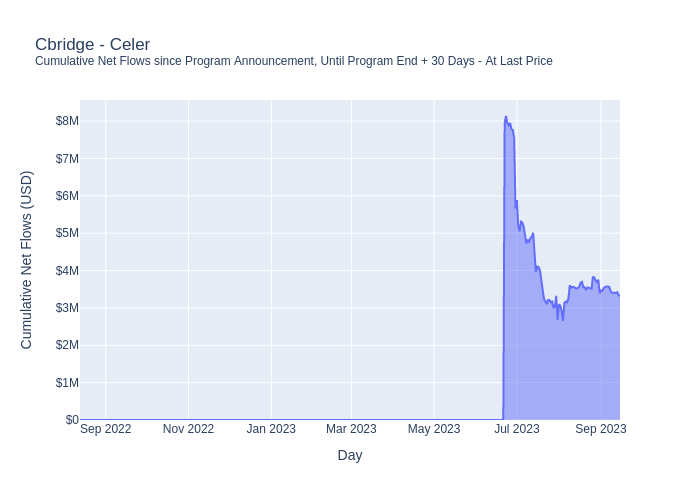 Cbridge - Celer
Cumulative Net Flows since Program Announcement, Until Program End + 30 Days - At Last Price
$8M
$7M
$6M
$5M
$4M
$3M
$2M
$1M
$0
Cumulative Net Flows (USD)
Sep 2022 Nov 2022 Jan 2023 Mar 2023 May 2023 Jul 2023 Sep 2023
Day